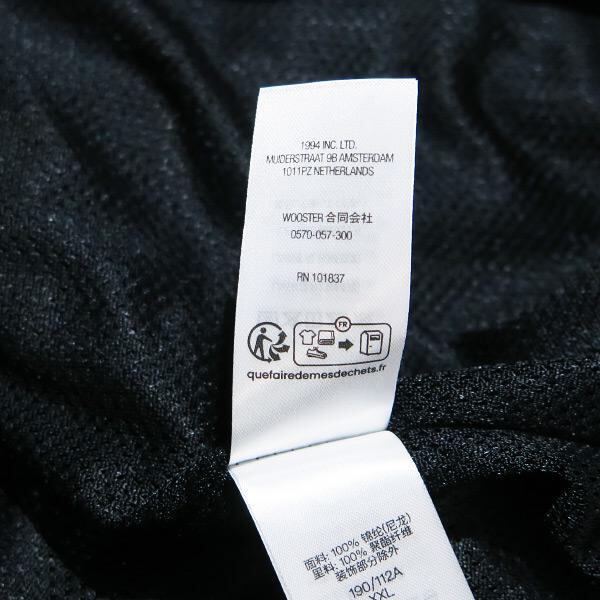 1994 INC. LTD.
MUIDERSTRAAT 9B AMSTERDAM
1011PZ NETHERLANDS
WOOSTER 合同会社
0570-057-300
RN 101837
FR
quefairedemesdechets.fr
面料: 100% 锦纶(尼龙)
里料: 100% 聚酯纤维
装饰部分除外
190/112A
XXL